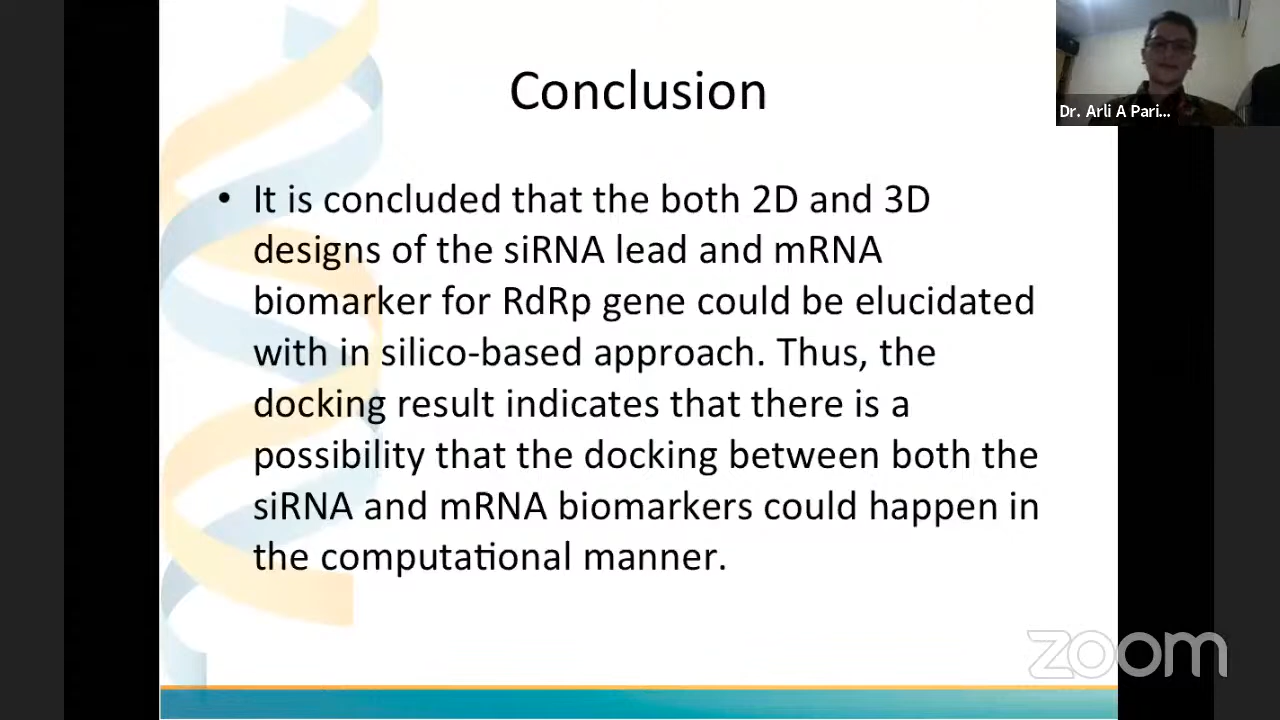 Conclusion
Dr. Arli A Pari...
• It is concluded that the both 2D and 3D
designs of the siRNA lead and mRNA
biomarker for RdRp gene could be elucidated
with in silico-based approach. Thus, the
docking result indicates that there is a
possibility that the docking between both the
siRNA and mRNA biomarkers could happen in
the computational manner.
zoom